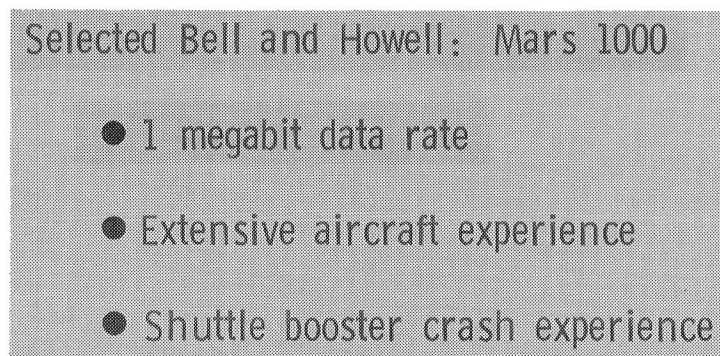 Selected Bell and Howell: Mars 1000
● 1 megabit data rate
● Extensive aircraft experience
● Shuttle booster crash experience